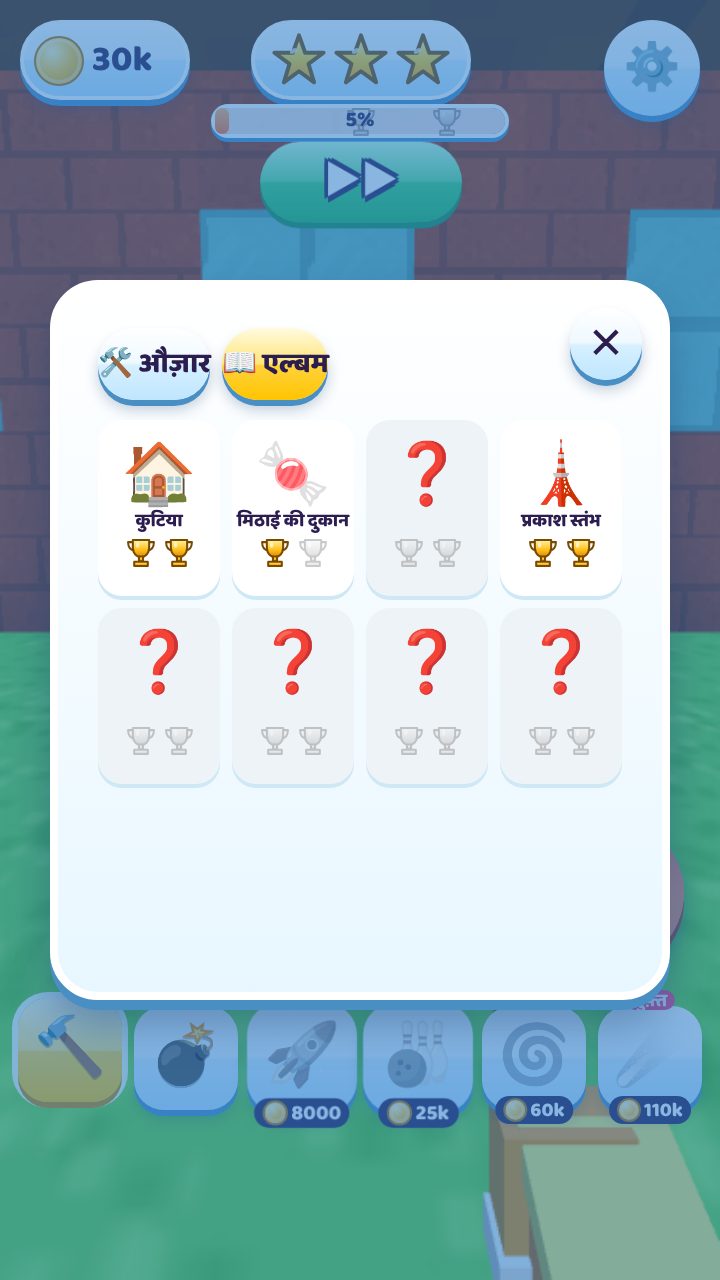 30k
5%
औज़ार
एल्बम
कुटिया
मिठाई की दुकान
प्रकाश स्तंभ
8000
25k
60k
110k